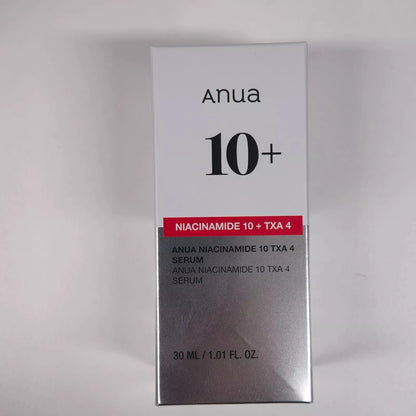 Anua
10+
NIACINAMIDE 10 + TXA 4
ANUA NIACINAMIDE 10 TXA 4
SERUM
ANUA NIACINAMIDE 10 TXA 4
SÉRUM
30 ML / 1.01 FL. OZ.